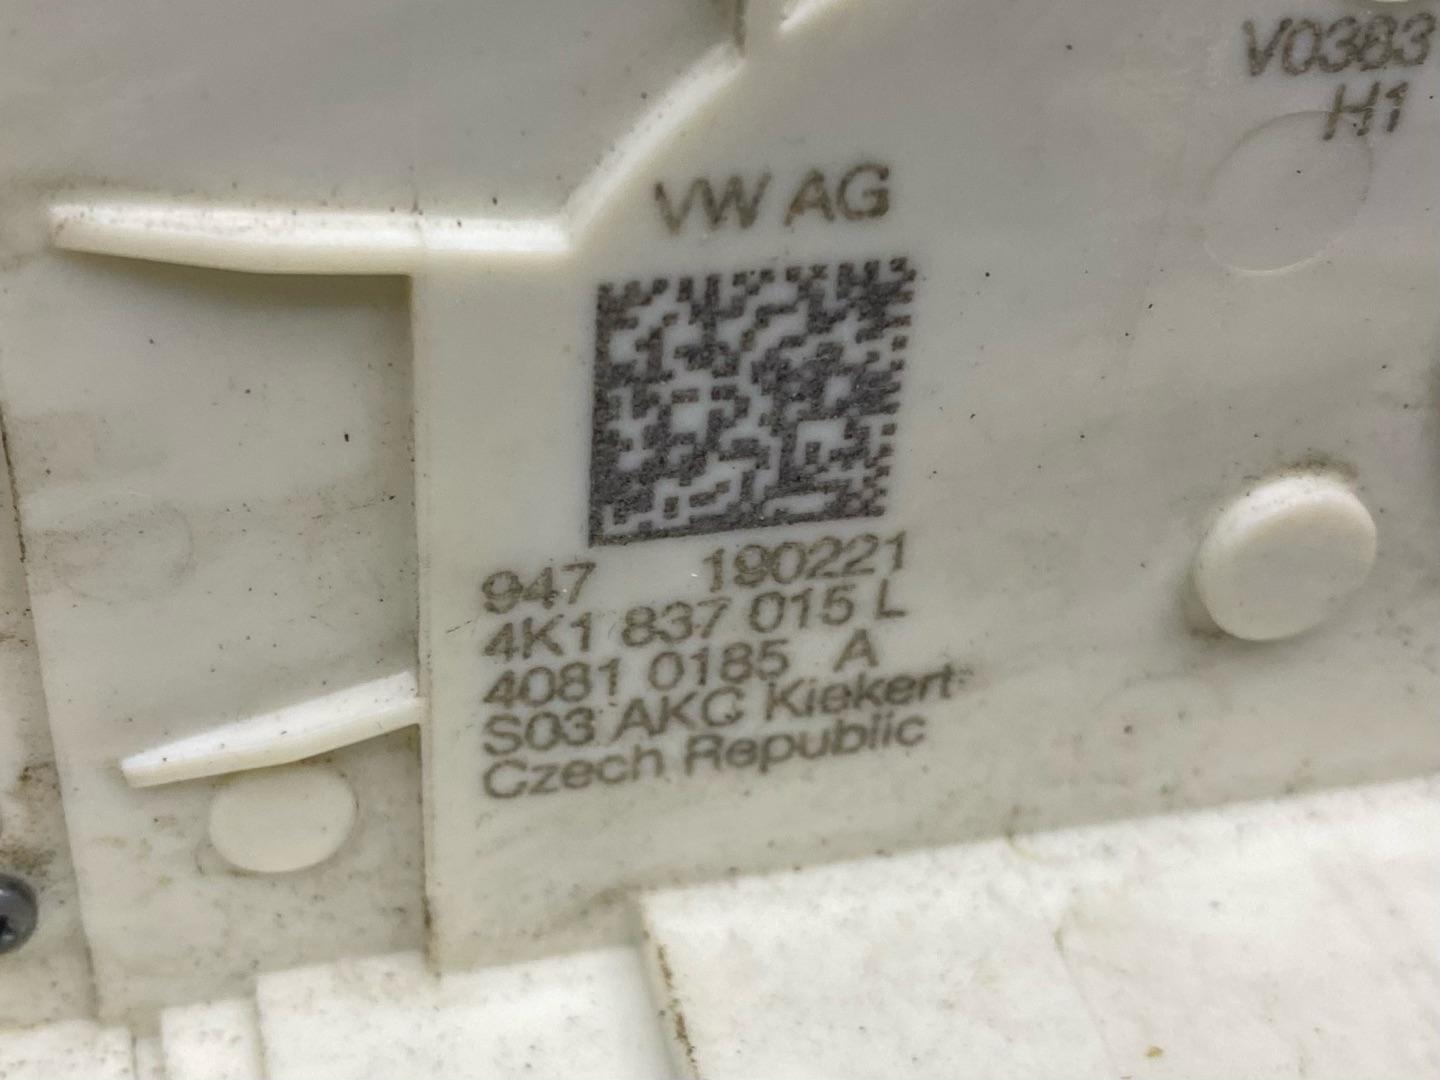 V0383
H1
VW AG
947 190221
4K1 837 015 L
4081 0185 A
S03 AKC Kiekert
Czech Republic